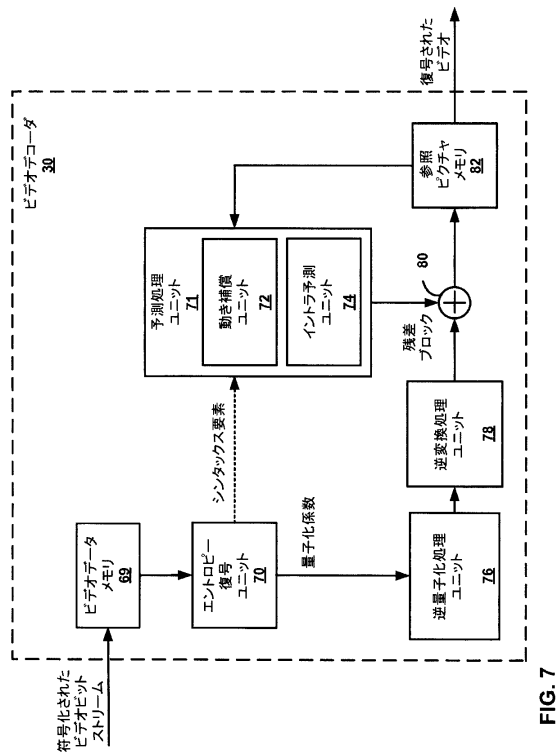 ビデオデコーダ
30
符号化された
ビデオビット
ストリーム
ビデオデータ
メモリ
69
エントロピー
復号
ユニット
70
シンタックス要素
量子化係数
予測処理
ユニット
71
動き補償
ユニット
72
イントラ予測
ユニット
74
逆量子化処理
ユニット
76
逆変換処理
ユニット
78
残差
ブロック
80
参照
ピクチャ
メモリ
82
復号された
ビデオ
FIG. 7